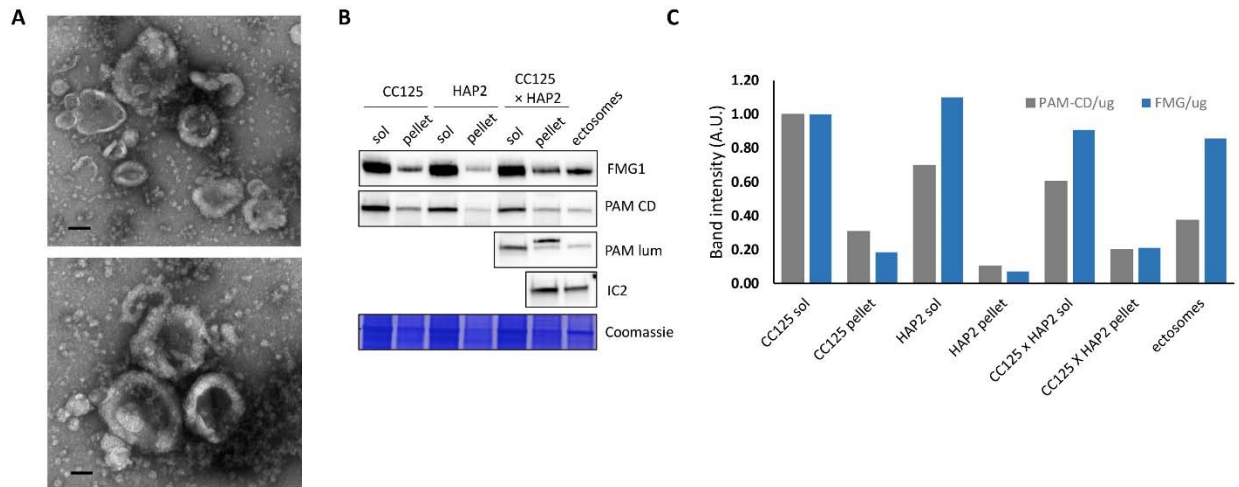 A
B
C
CC125
HAP2
CC125
× HAP2
sol
pellet
sol
pellet
sol
pellet
ectosomes
FMG1
PAM CD
PAM lum
IC2
Coomassie
Band intensity (A.U.)
1.20
1.00
0.80
0.60
0.40
0.20
0.00
PAM-CD/ug
FMG/ug
CC125 sol
CC125 pellet
HAP2 sol
HAP2 pellet
CC125 x HAP2 sol
CC125 X HAP2 pellet
ectosomes